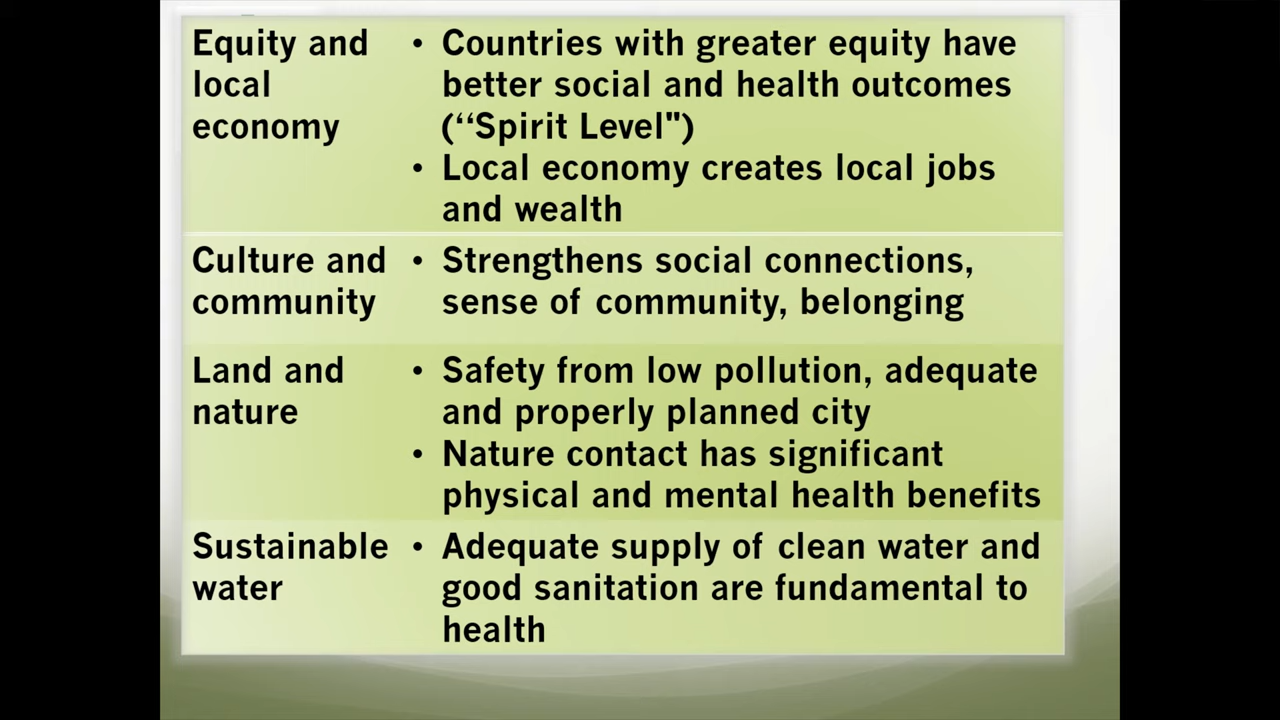 Equity and
local
economy
• Countries with greater equity have
better social and health outcomes
(‘‘Spirit Level")
• Local economy creates local jobs
and wealth
Culture and
community
• Strengthens social connections,
sense of community, belonging
Land and
nature
• Safety from low pollution, adequate
and properly planned city
• Nature contact has significant
physical and mental health benefits
Sustainable
water
• Adequate supply of clean water and
good sanitation are fundamental to
health